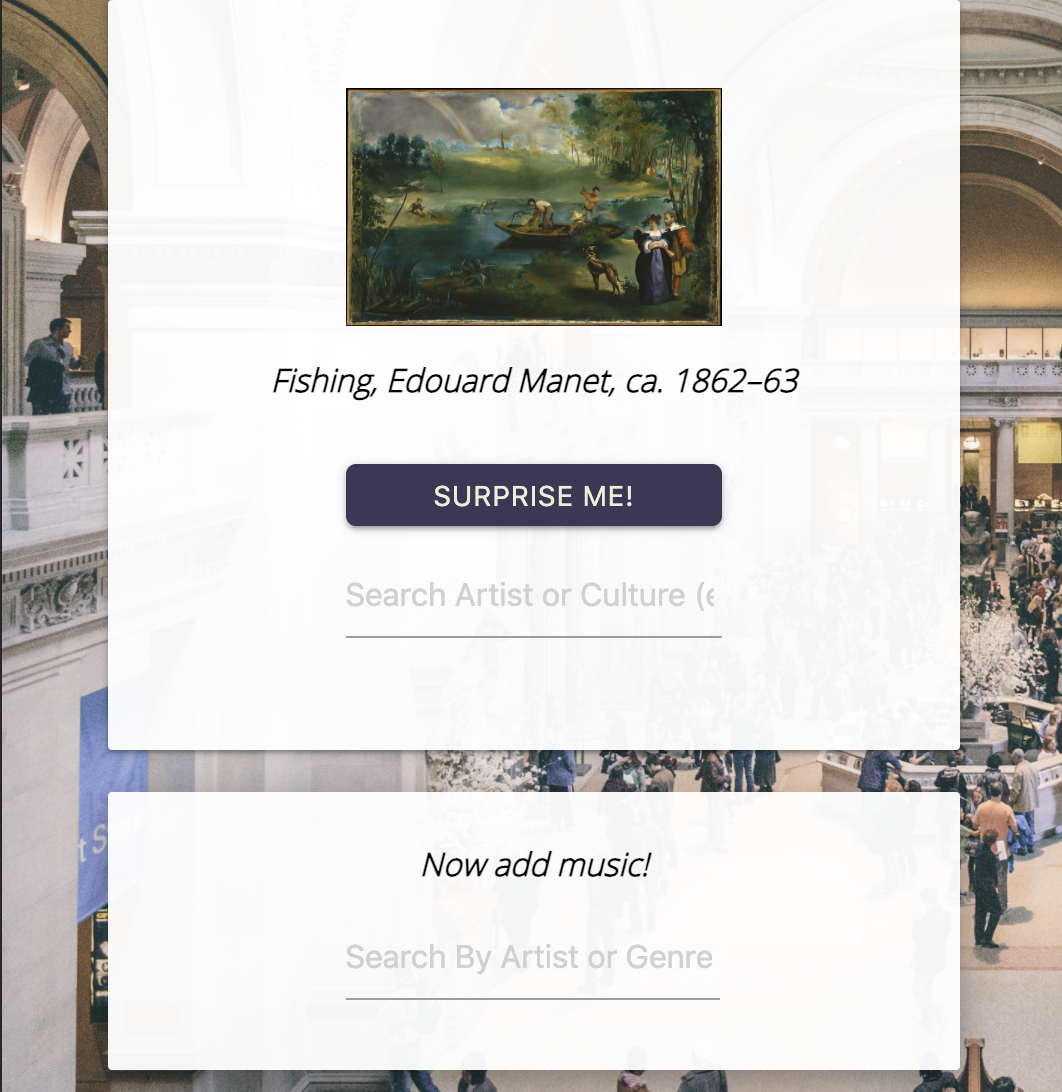 Fishing, Edouard Manet, ca. 1862–63
SURPRISE ME!
Search Artist or Culture (e
Now add music!
Search By Artist or Genre